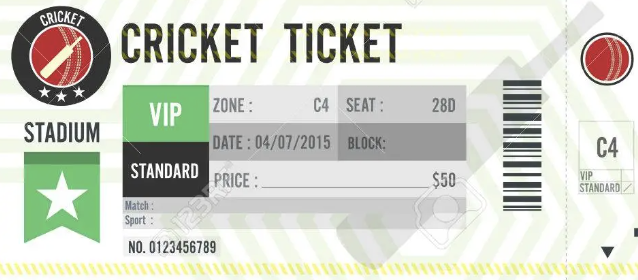 CRICKET
CRICKET TICKET
STADIUM
VIP
STANDARD
ZONE : C4 SEAT : 28D
DATE : 04/07/2015 BLOCK:
PRICE : $50
Match :
Sport :
NO. 0123456789
C4
VIP
STANDARD